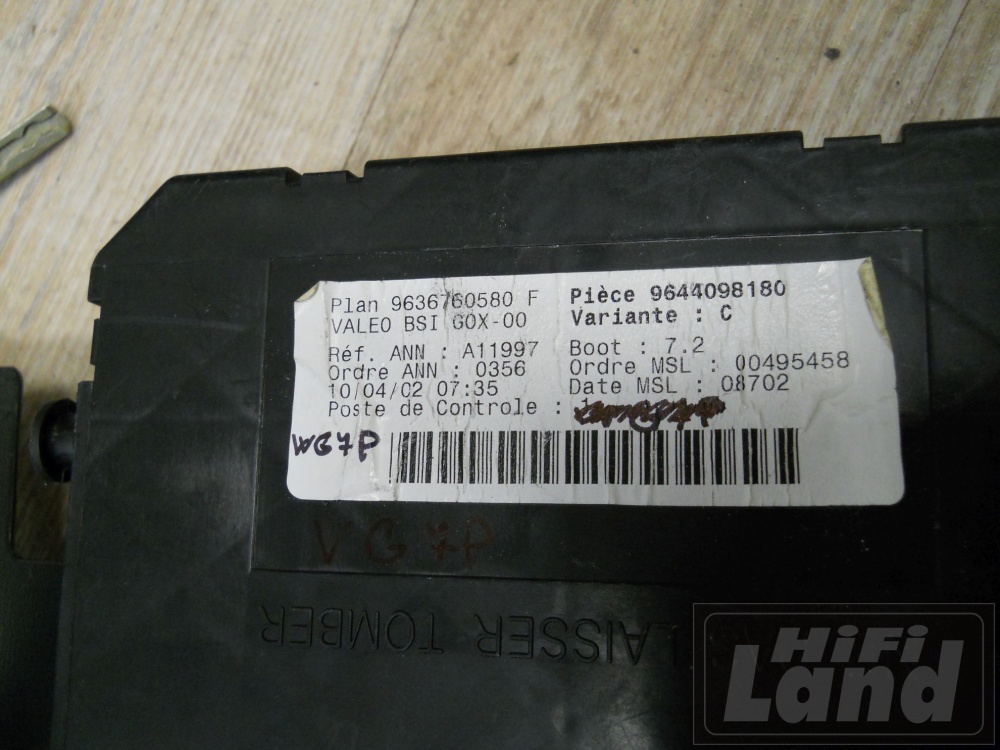 Plan 9636760580 F
VALEO BSI G0X-00
Pièce 9644098180
Variante : C
Réf. ANN : A11997
Ordre ANN : 0356
10/04/02 07:35
Poste de Controle :
Boot : 7.2
Ordre MSL : 00495458
Date MSL : 08702
WG7P
VG7P
LAISSER TOMBER
HiFi
Land